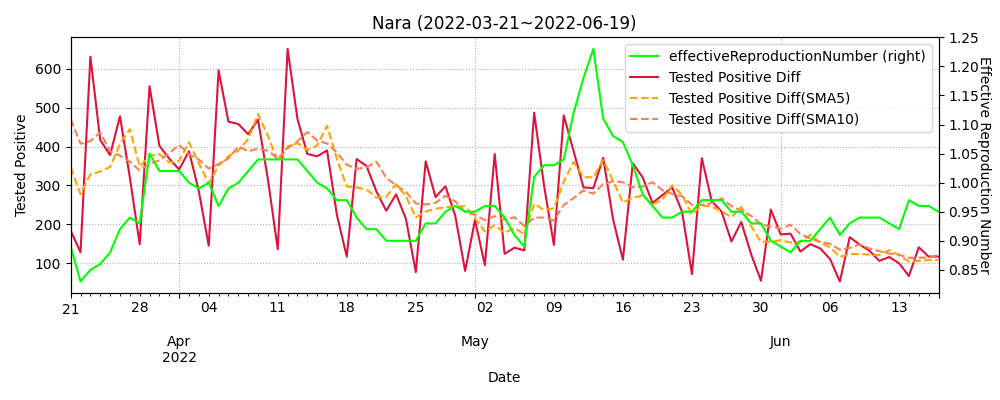 Nara (2022-03-21~2022-06-19)
effectiveReproductionNumber (right)
Tested Positive Diff
Tested Positive Diff(SMA5)
Tested Positive Diff(SMA10)
Tested Positive
600
500
400
300
200
100
1.25
1.20
1.15
1.10
1.05
1.00
0.95
0.90
0.85
Effective Reproduction Number
21 28 04 11 18 25 02 09 16 23 30 06 13
Apr May Jun
2022
Date